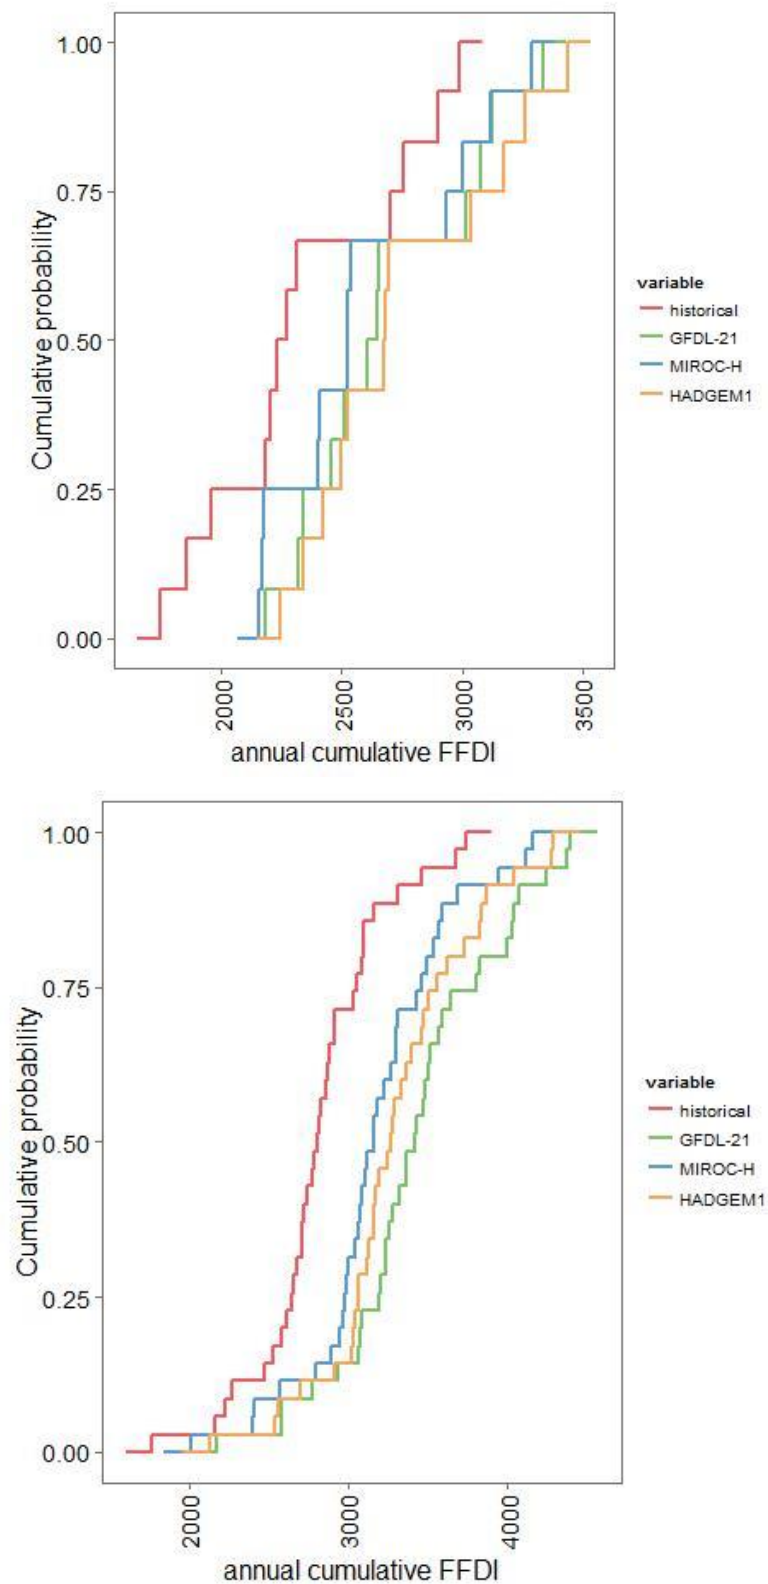 1.00
0.75
0.50
0.25
0.00
Cumulative probability
2000
2500
3000
3500
annual cumulative FFDI
variable
historical
GFDL-21
MIROC-H
HADGEM1
1.00
0.75
0.50
0.25
0.00
Cumulative probability
2000
3000
4000
annual cumulative FFDI
variable
historical
GFDL-21
MIROC-H
HADGEM1